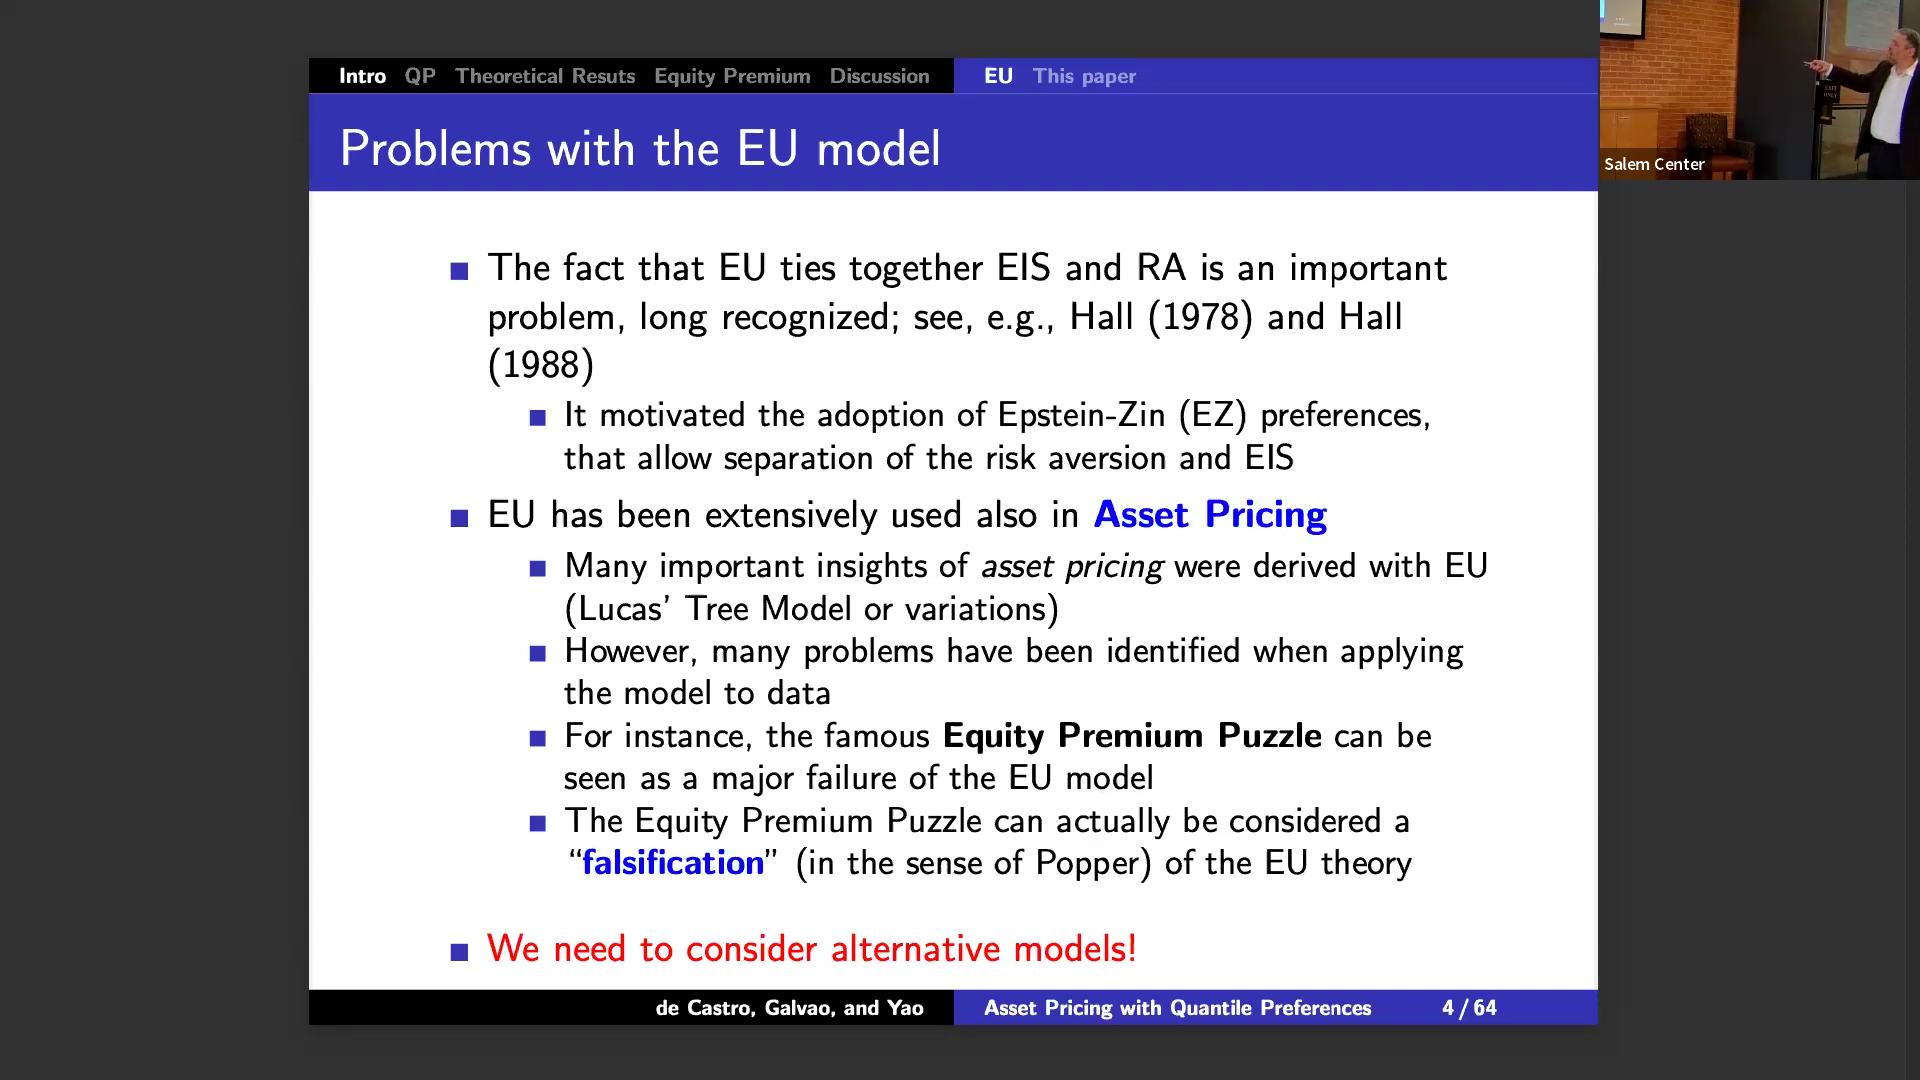 Intro QP Theoretical Resuts Equity Premium Discussion EU This paper
Problems with the EU model
The fact that EU ties together EIS and RA is an important
problem, long recognized; see, e.g., Hall (1978) and Hall
(1988)
It motivated the adoption of Epstein-Zin (EZ) preferences,
that allow separation of the risk aversion and EIS
EU has been extensively used also in Asset Pricing
Many important insights of asset pricing were derived with EU
(Lucas' Tree Model or variations)
However, many problems have been identified when applying
the model to data
For instance, the famous Equity Premium Puzzle can be
seen as a major failure of the EU model
The Equity Premium Puzzle can actually be considered a
“falsification” (in the sense of Popper) of the EU theory
We need to consider alternative models!
de Castro, Galvao, and Yao Asset Pricing with Quantile Preferences 4 / 64
Salem Center
EXIT
ONLY